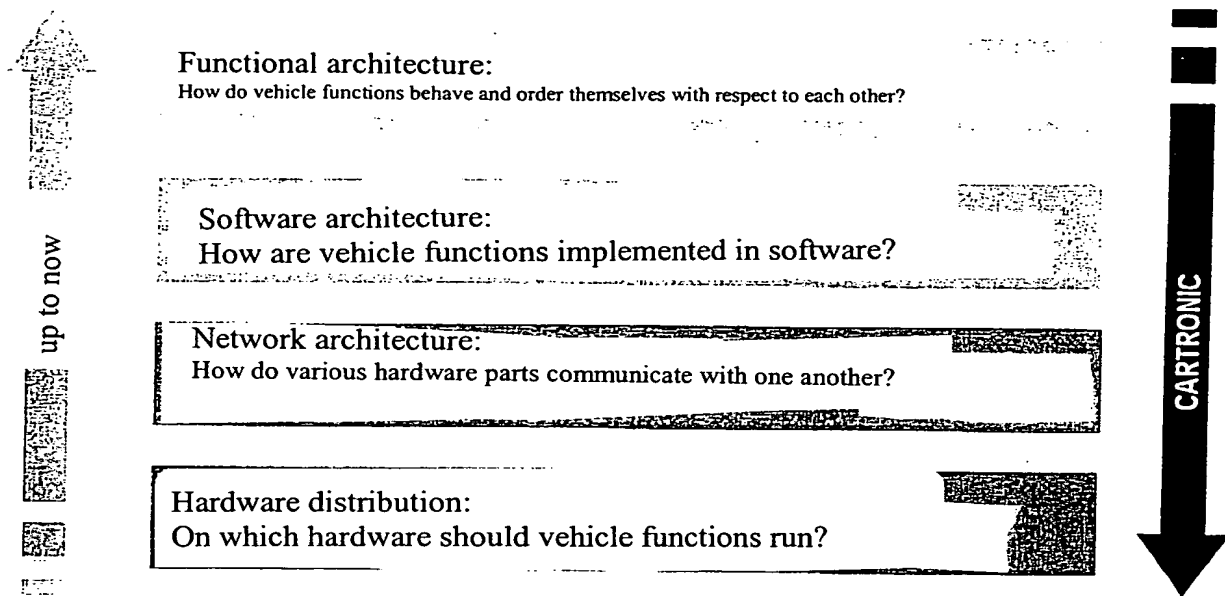 Functional architecture:
How do vehicle functions behave and order themselves with respect to each other?
Software architecture:
How are vehicle functions implemented in software?
up to now
Network architecture:
How do various hardware parts communicate with one another?
CARTRONIC
Hardware distribution:
On which hardware should vehicle functions run?